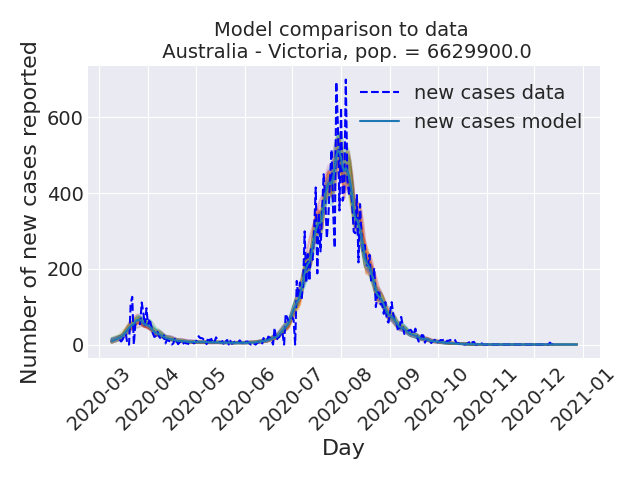 Model comparison to data
Australia - Victoria, pop. = 6629900.0
Number of new cases reported
600
400
200
0
new cases data
new cases model
2020-03
2020-04
2020-05
2020-06
2020-07
2020-08
2020-09
2020-10
2020-11
2020-12
2021-01
Day